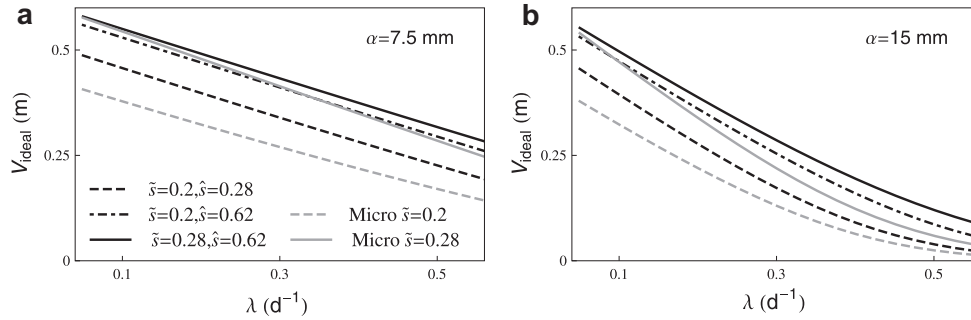 a
α=7.5 mm
0.5
0.25
0
V_ideal (m)
s̃=0.2,ŝ=0.28
s̃=0.2,ŝ=0.62
s̃=0.28,ŝ=0.62
Micro s̃=0.2
Micro s̃=0.28
0.1 0.3 0.5
λ (d⁻¹)
b
α=15 mm
0.5
0.25
0
V_ideal (m)
0.1 0.3 0.5
λ (d⁻¹)